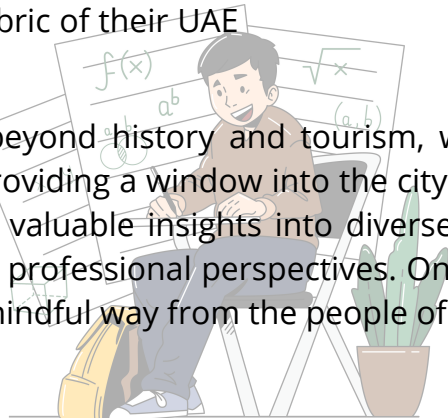 f(x)
√x
bric of their UAE
a^b
(a,b)
beyond history and tourism, w
roviding a window into the city
valuable insights into diverse
professional perspectives. On
mindful way from the people of